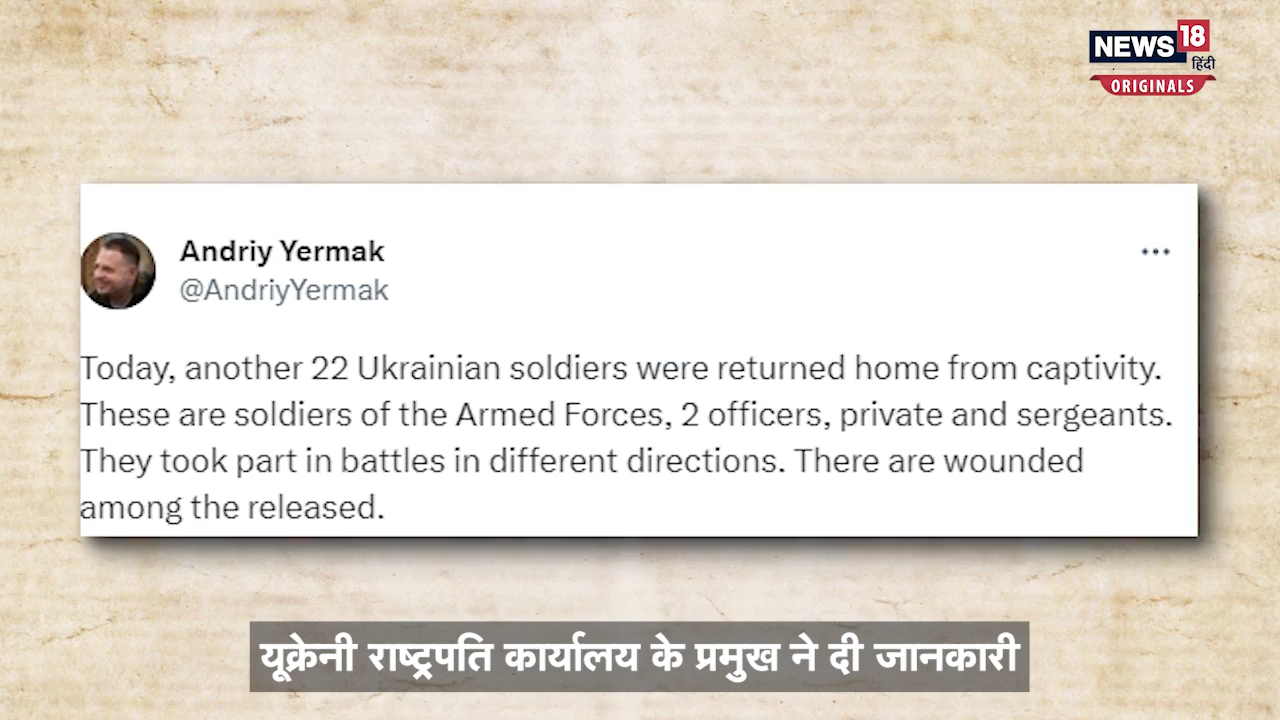 NEWS 18
हिंदी
ORIGINALS
Andriy Yermak
@AndriyYermak
Today, another 22 Ukrainian soldiers were returned home from captivity.
These are soldiers of the Armed Forces, 2 officers, private and sergeants.
They took part in battles in different directions. There are wounded
among the released.
यूक्रेनी राष्ट्रपति कार्यालय के प्रमुख ने दी जानकारी